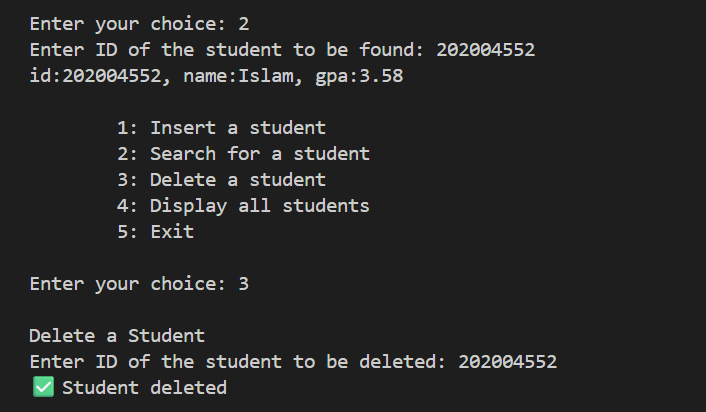 Enter your choice: 2
Enter ID of the student to be found: 202004552
id:202004552, name:Islam, gpa:3.58
1: Insert a student
2: Search for a student
3: Delete a student
4: Display all students
5: Exit
Enter your choice: 3
Delete a Student
Enter ID of the student to be deleted: 202004552
✅ Student deleted